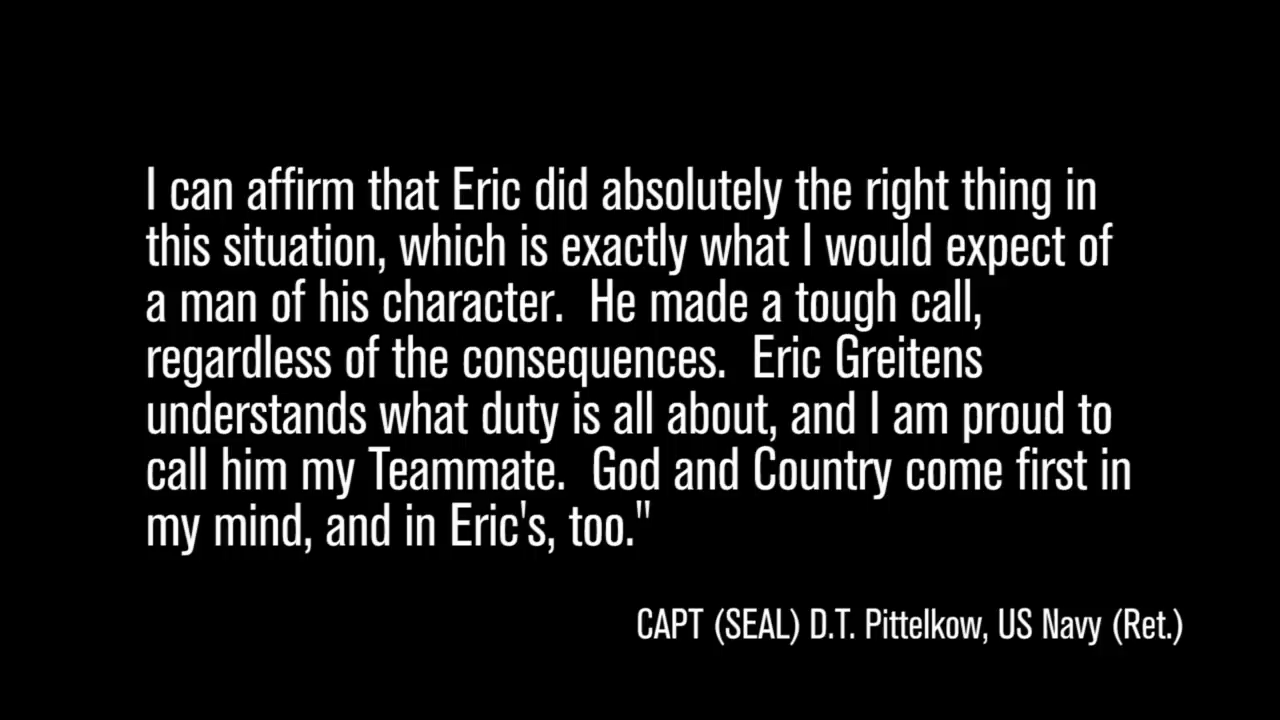 I can affirm that Eric did absolutely the right thing in
this situation, which is exactly what I would expect of
a man of his character.  He made a tough call,
regardless of the consequences.  Eric Greitens
understands what duty is all about, and I am proud to
call him my Teammate.  God and Country come first in
my mind, and in Eric's, too."
CAPT (SEAL) D.T. Pittelkow, US Navy (Ret.)